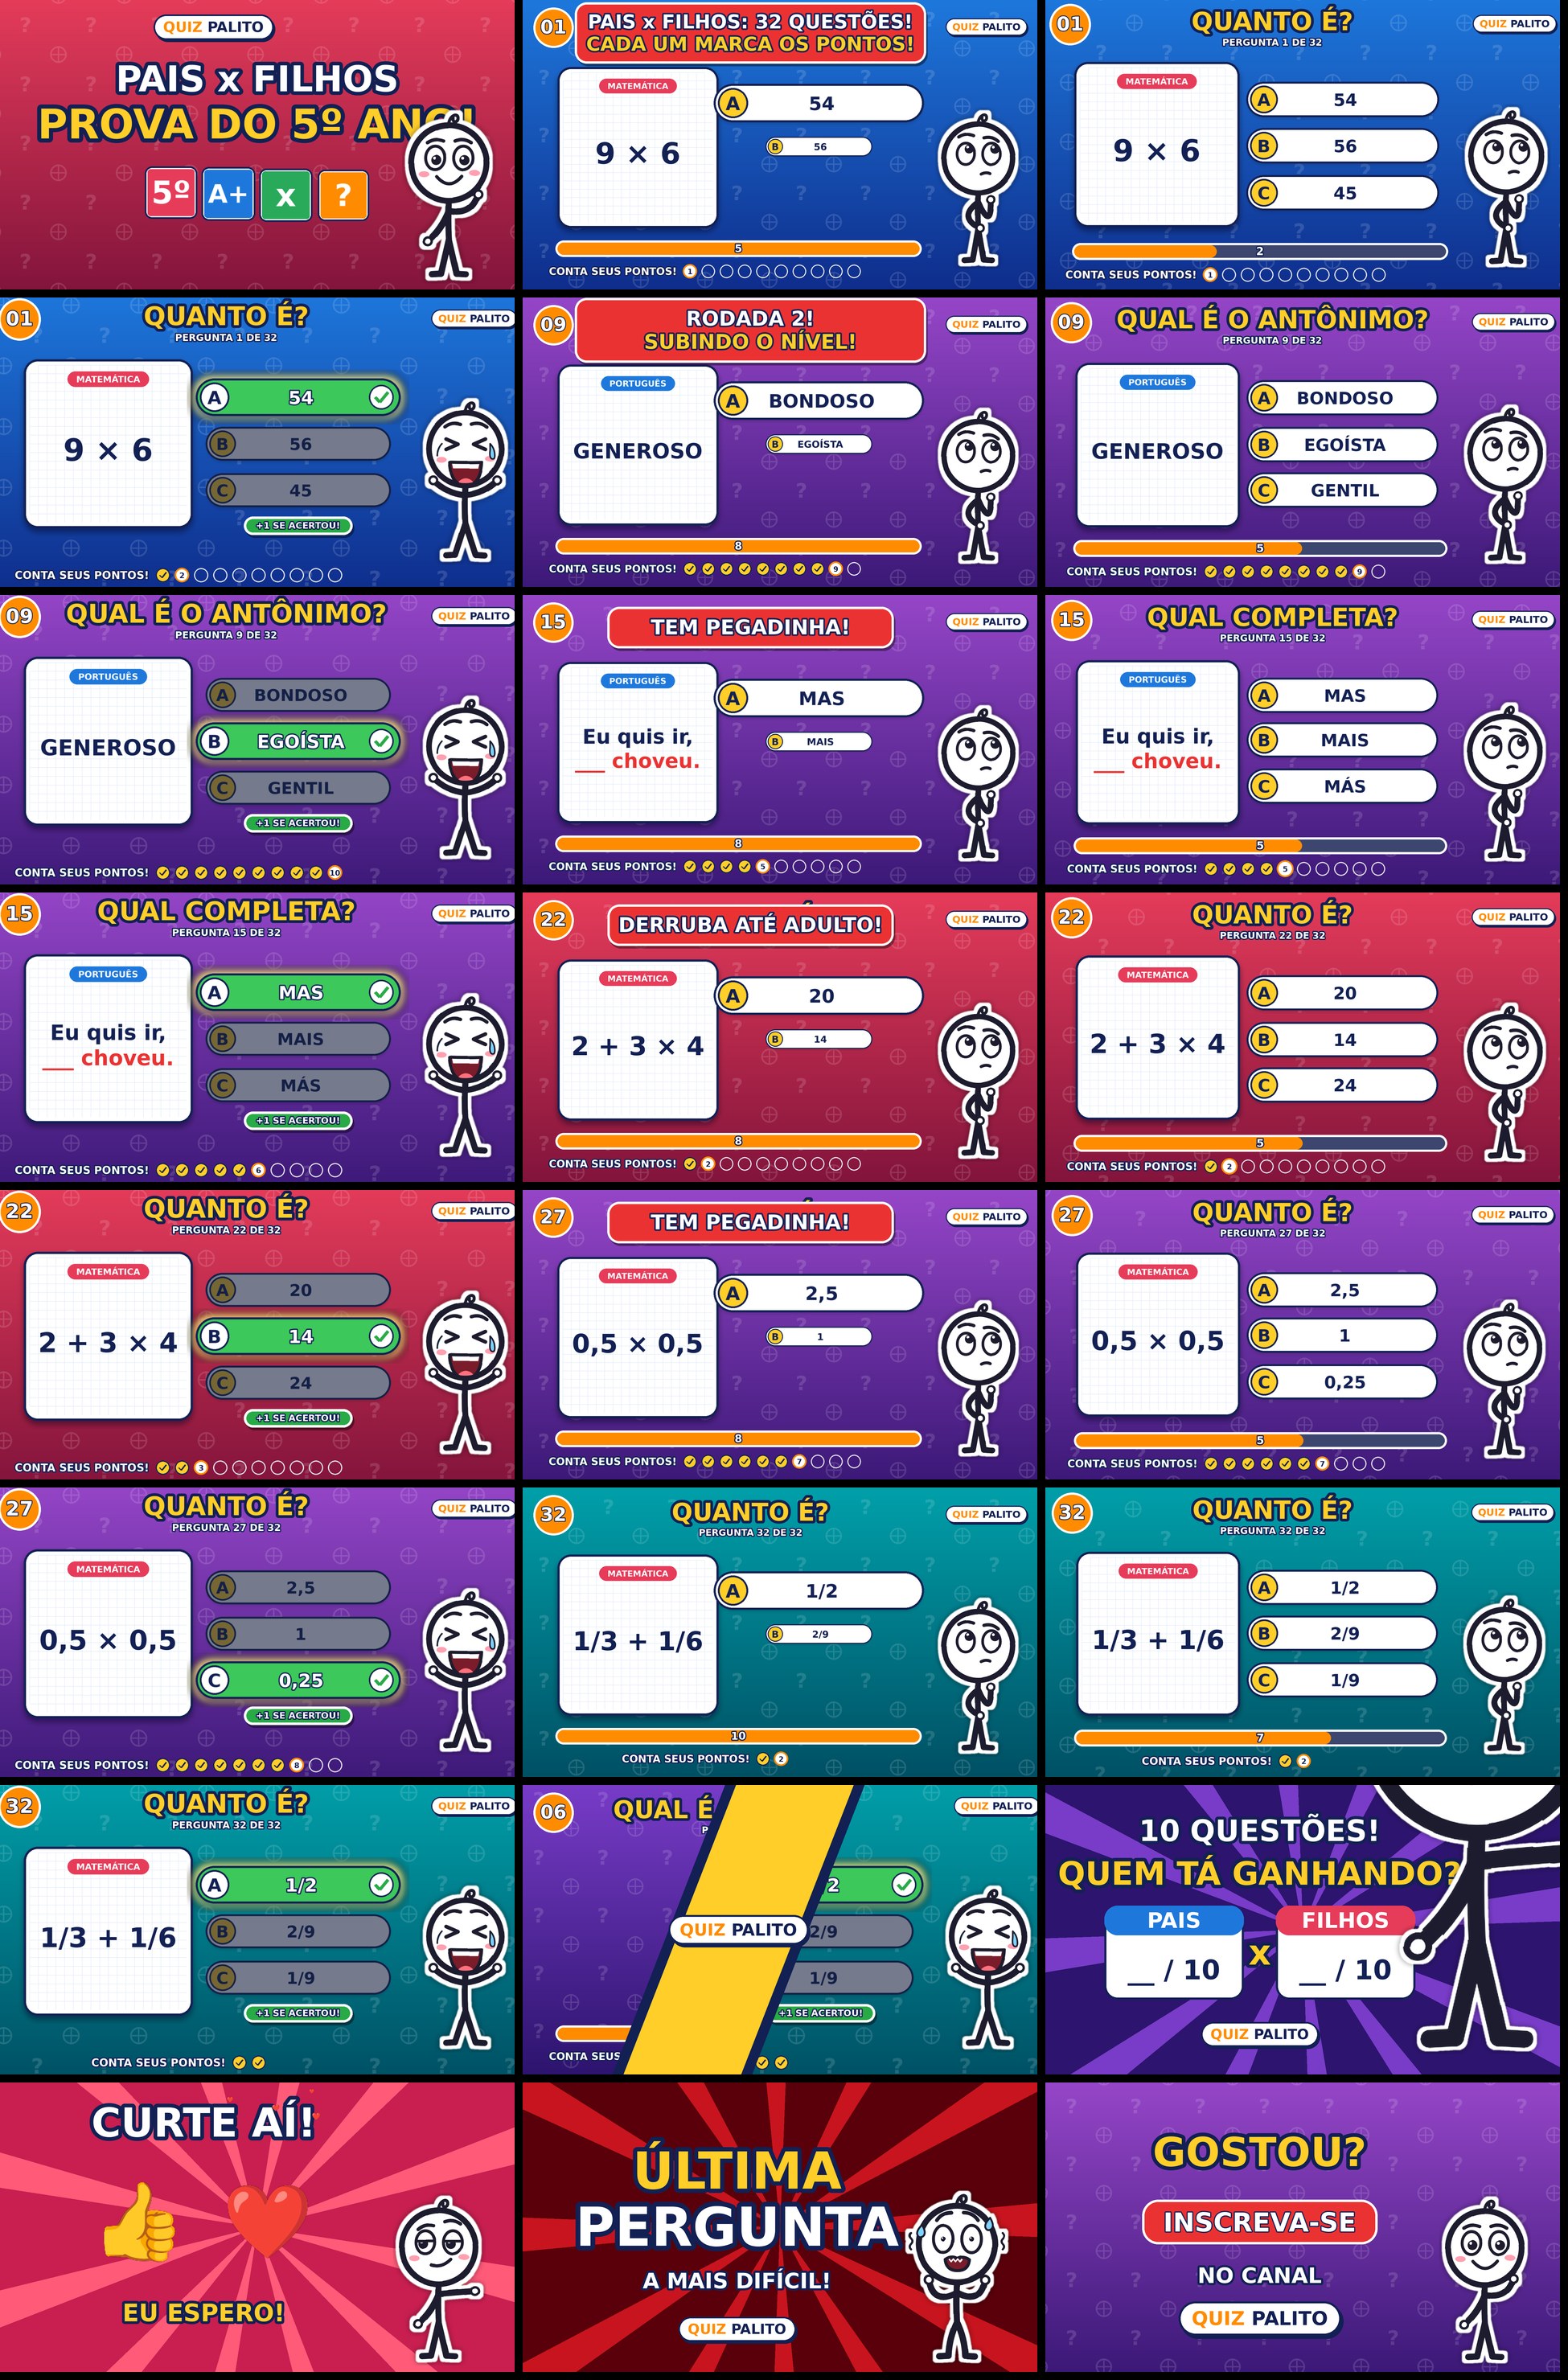 QUIZ PALITO
PAIS x FILHOS
PROVA DO 5º ANO!
5º A+ x ?
01
PAIS x FILHOS: 32 QUESTÕES!
CADA UM MARCA OS PONTOS!
QUIZ PALITO
MATEMÁTICA
9 × 6
A 54
B 56
5
CONTA SEUS PONTOS! 1
01
QUANTO É?
PERGUNTA 1 DE 32
QUIZ PALITO
MATEMÁTICA
9 × 6
A 54
B 56
C 45
2
CONTA SEUS PONTOS! 1
01
QUANTO É?
PERGUNTA 1 DE 32
QUIZ PALITO
MATEMÁTICA
9 × 6
A 54
B 56
C 45
+1 SE ACERTOU!
CONTA SEUS PONTOS! 2
09
RODADA 2!
SUBINDO O NÍVEL!
QUIZ PALITO
PORTUGUÊS
GENEROSO
A BONDOSO
B EGOÍSTA
8
CONTA SEUS PONTOS! 9
09
QUAL É O ANTÔNIMO?
PERGUNTA 9 DE 32
QUIZ PALITO
PORTUGUÊS
GENEROSO
A BONDOSO
B EGOÍSTA
C GENTIL
5
CONTA SEUS PONTOS! 9
09
QUAL É O ANTÔNIMO?
PERGUNTA 9 DE 32
QUIZ PALITO
PORTUGUÊS
GENEROSO
A BONDOSO
B EGOÍSTA
C GENTIL
+1 SE ACERTOU!
CONTA SEUS PONTOS! 10
15
TEM PEGADINHA!
QUIZ PALITO
PORTUGUÊS
Eu quis ir,
___ choveu.
A MAS
B MAIS
8
CONTA SEUS PONTOS! 5
15
QUAL COMPLETA?
PERGUNTA 15 DE 32
QUIZ PALITO
PORTUGUÊS
Eu quis ir,
___ choveu.
A MAS
B MAIS
C MÁS
5
CONTA SEUS PONTOS! 5
15
QUAL COMPLETA?
PERGUNTA 15 DE 32
QUIZ PALITO
PORTUGUÊS
Eu quis ir,
___ choveu.
A MAS
B MAIS
C MÁS
+1 SE ACERTOU!
CONTA SEUS PONTOS! 6
22
DERRUBA ATÉ ADULTO!
QUIZ PALITO
MATEMÁTICA
2 + 3 × 4
A 20
B 14
8
CONTA SEUS PONTOS! 2
22
QUANTO É?
PERGUNTA 22 DE 32
QUIZ PALITO
MATEMÁTICA
2 + 3 × 4
A 20
B 14
C 24
5
CONTA SEUS PONTOS! 2
22
QUANTO É?
PERGUNTA 22 DE 32
QUIZ PALITO
MATEMÁTICA
2 + 3 × 4
A 20
B 14
C 24
+1 SE ACERTOU!
CONTA SEUS PONTOS! 3
27
TEM PEGADINHA!
QUIZ PALITO
MATEMÁTICA
0,5 × 0,5
A 2,5
B 1
8
CONTA SEUS PONTOS! 7
27
QUANTO É?
PERGUNTA 27 DE 32
QUIZ PALITO
MATEMÁTICA
0,5 × 0,5
A 2,5
B 1
C 0,25
5
CONTA SEUS PONTOS! 7
27
QUANTO É?
PERGUNTA 27 DE 32
QUIZ PALITO
MATEMÁTICA
0,5 × 0,5
A 2,5
B 1
C 0,25
+1 SE ACERTOU!
CONTA SEUS PONTOS! 8
32
QUANTO É?
PERGUNTA 32 DE 32
QUIZ PALITO
MATEMÁTICA
1/3 + 1/6
A 1/2
B 2/9
10
CONTA SEUS PONTOS! 2
32
QUANTO É?
PERGUNTA 32 DE 32
QUIZ PALITO
MATEMÁTICA
1/3 + 1/6
A 1/2
B 2/9
C 1/9
7
CONTA SEUS PONTOS! 2
32
QUANTO É?
PERGUNTA 32 DE 32
QUIZ PALITO
MATEMÁTICA
1/3 + 1/6
A 1/2
B 2/9
C 1/9
+1 SE ACERTOU!
CONTA SEUS PONTOS!
06
QUAL É
QUIZ PALITO
2
QUIZ PALITO
2/9
1/9
+1 SE ACERTOU!
CONTA SEUS
10 QUESTÕES!
QUEM TÁ GANHANDO?
PAIS x FILHOS
__ / 10 __ / 10
QUIZ PALITO
CURTE AÍ!
EU ESPERO!
ÚLTIMA
PERGUNTA
A MAIS DIFÍCIL!
QUIZ PALITO
GOSTOU?
INSCREVA-SE
NO CANAL
QUIZ PALITO